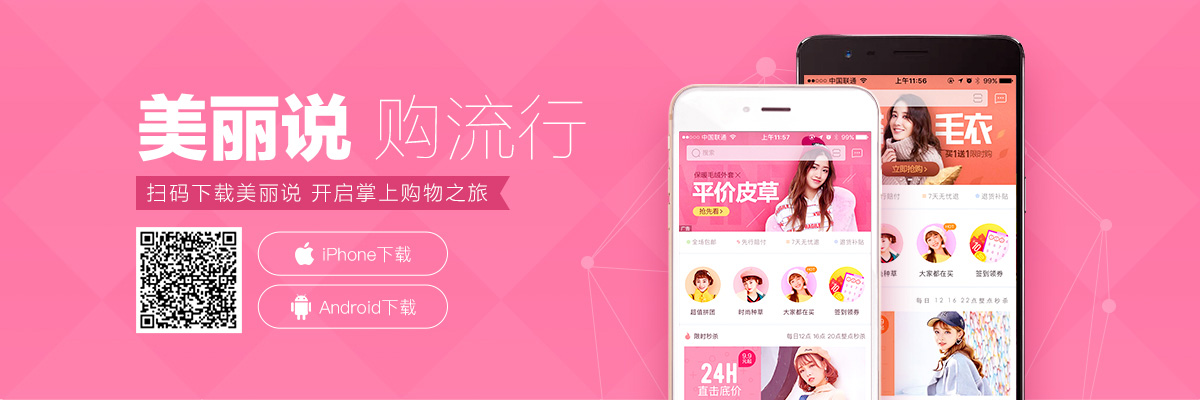 美丽说 购流行
扫码下载美丽说 开启掌上购物之旅
iPhone下载
Android下载
中国联通
上午11:57
99%
搜索
保暖毛绒外套
平价皮草
抢先看>
广告
全场包邮
先行赔付
7天无忧退
退货补贴
超值拼团
时尚种草
大家都在买
签到领券
限时秒杀
每日12点 16点 20点整点秒杀
24H
直击底价
9.9
元起
中国联通
上午11:56
99%
毛衣
买1送1限时购
立即抢购>
行赔付
7天无忧退
退货补贴
尚种草
大家都在买
签到领券
每日 12 16 22点整点秒杀